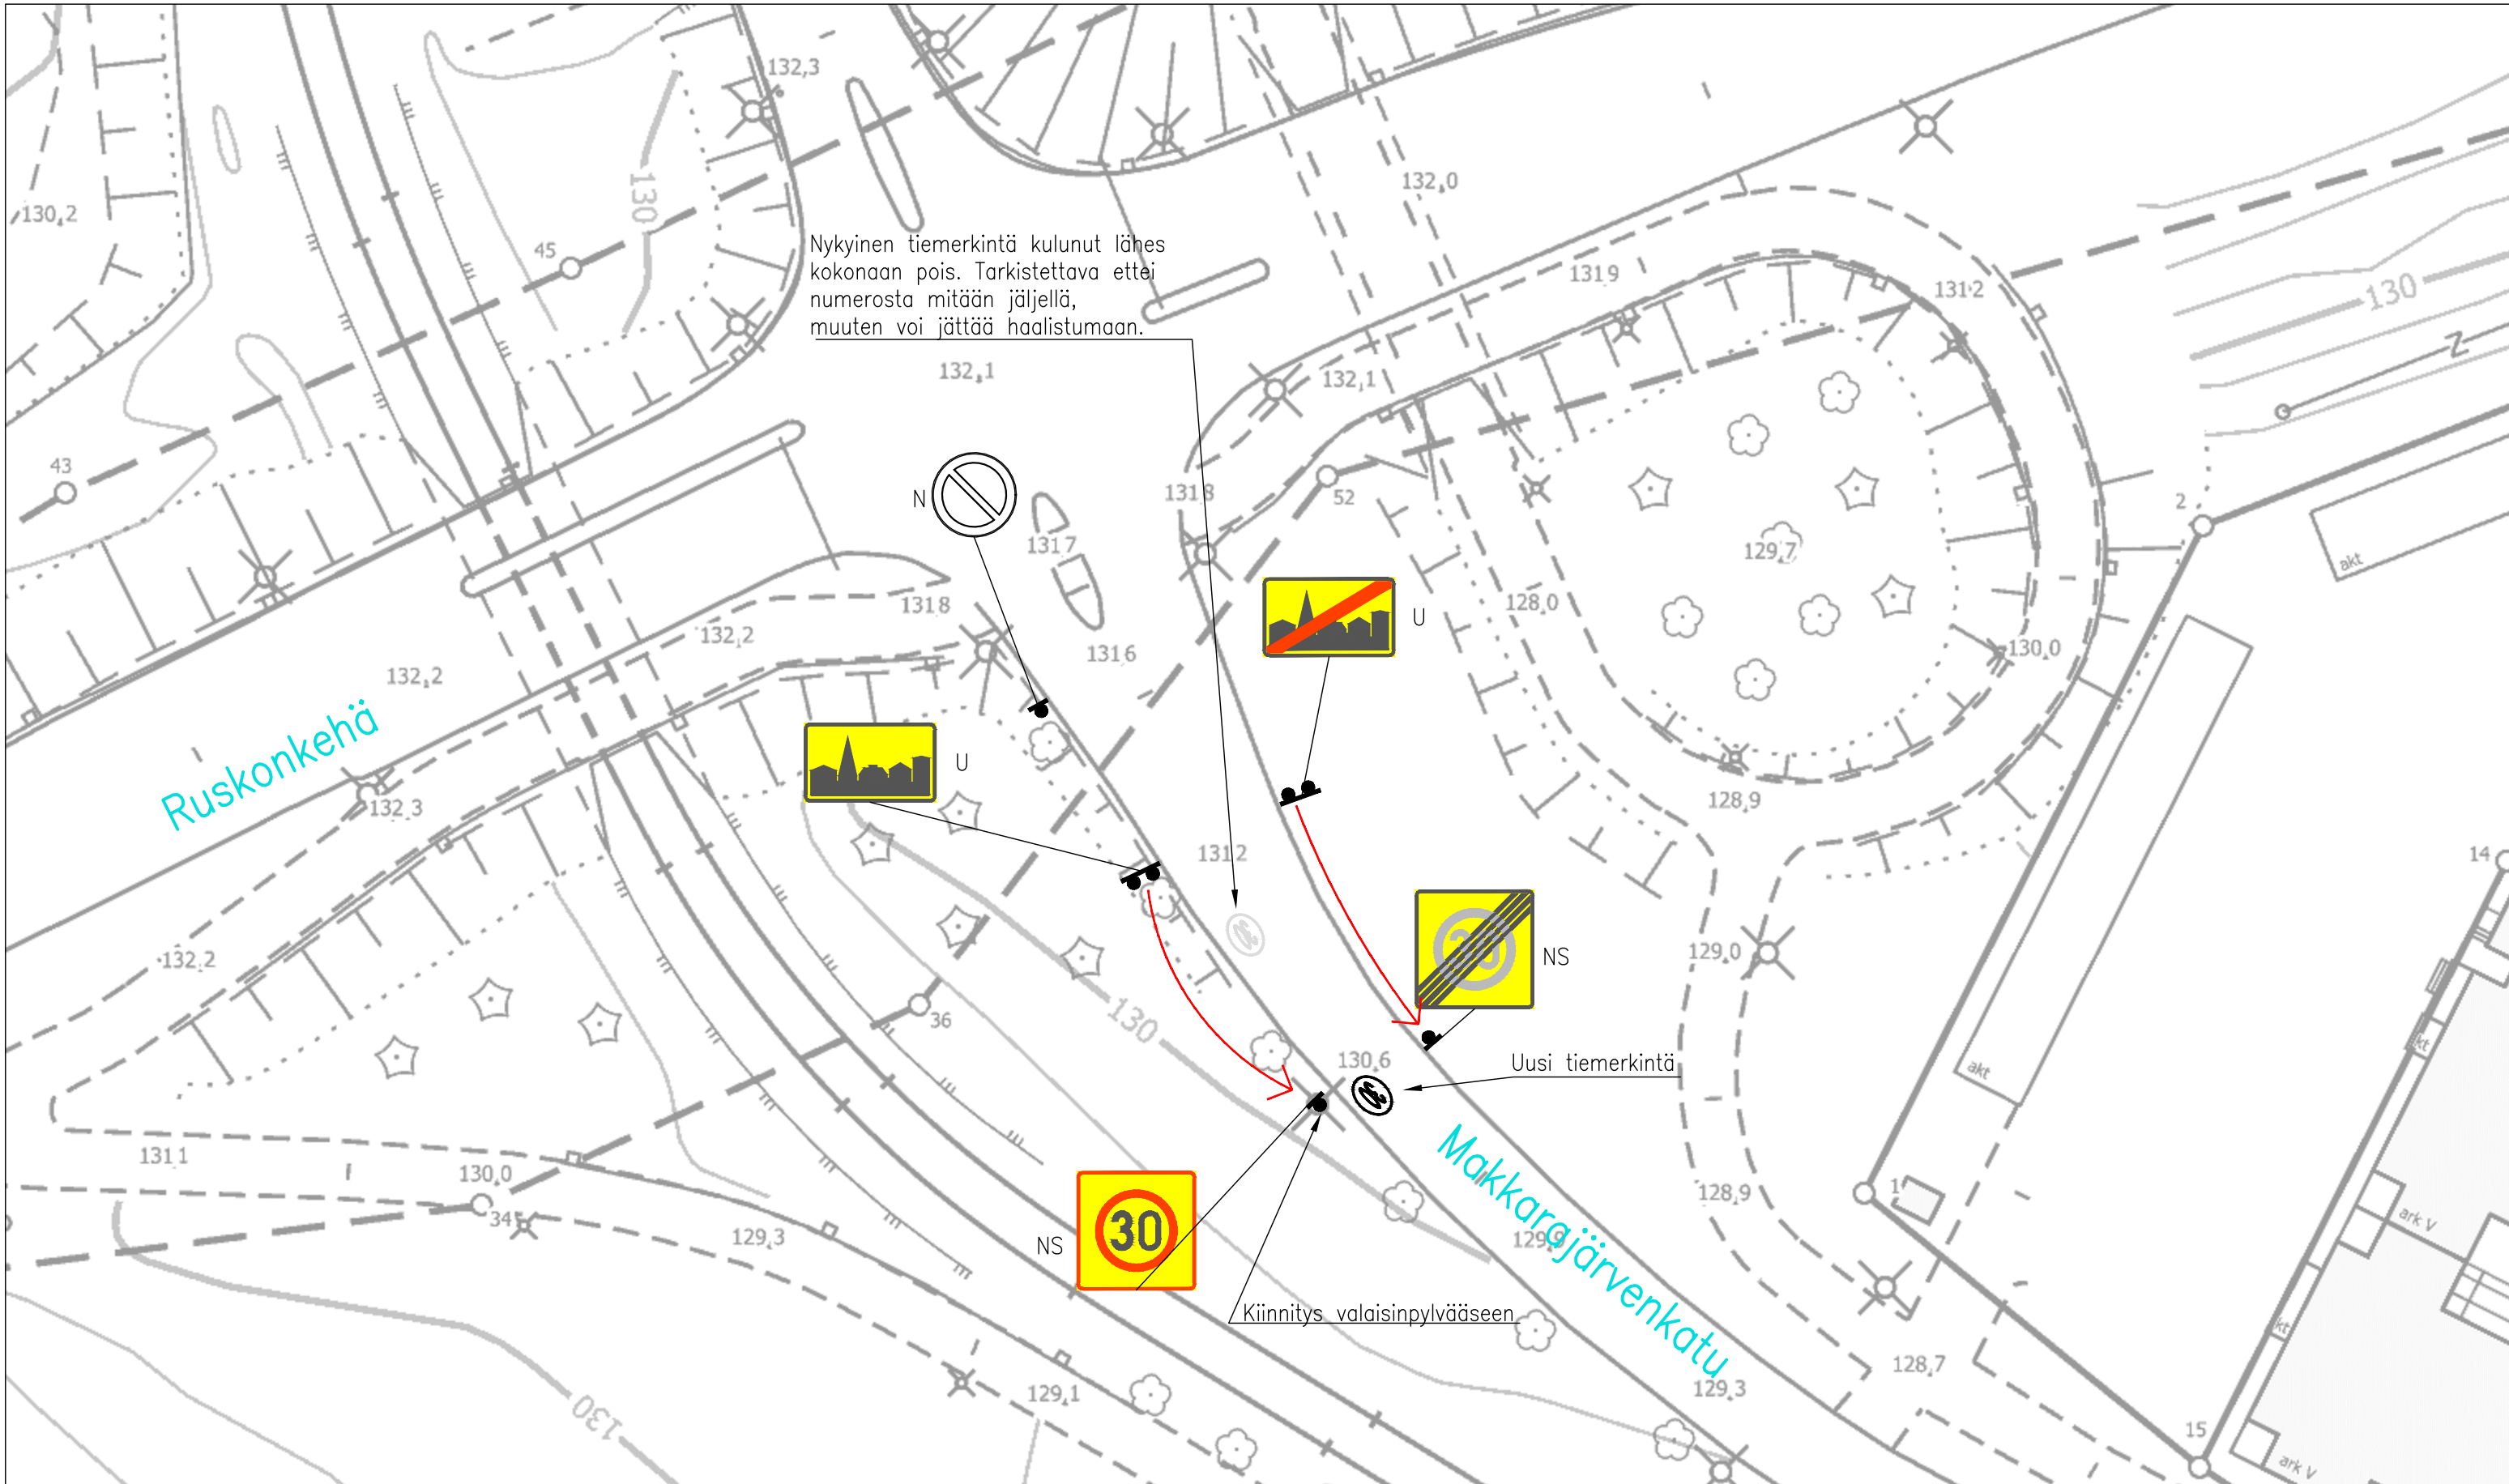 132,3
130,2
130
132,0
45
Nykyinen tiemerkintä kulunut lähes
kokonaan pois. Tarkistettava ettei
numerosta mitään jäljellä,
muuten voi jättää haalistumaan.
131,9
131,2
130
N
132,1
132,1
43
N
131,8
52
2
131,7
129,7
akt
131,8
128,0
U
132,2
131,6
130,0
132,2
Ruskonkehä
U
132,3
128,9
131,2
14
30
NS
129,0
132,2
36
130
130,6
30
Uusi tiemerkintä
kt
akt
Makkarajärvenkatu
131,1
130,0
128,9
1
34
129,3
NS
30
129,9
ark V
Kiinnitys valaisinpylvääseen
kt
128,7
129,1
129,3
130
15
ark V